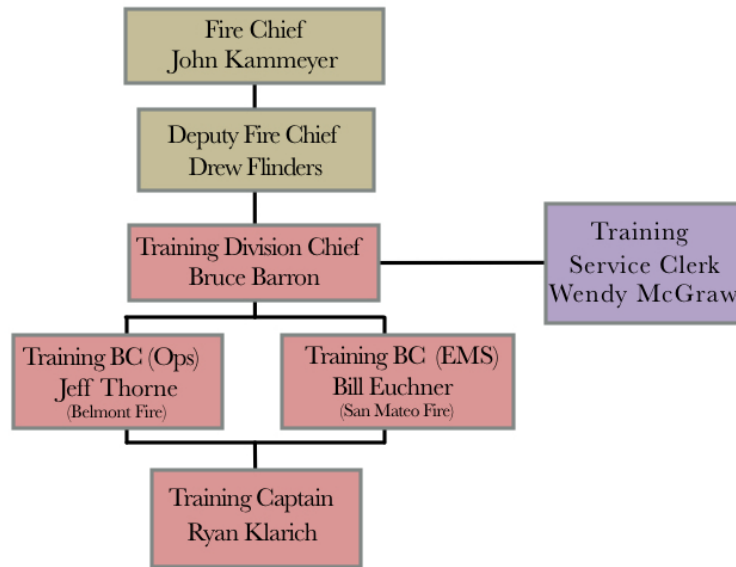 Fire Chief
John Kammeyer
Deputy Fire Chief
Drew Flinders
Training Division Chief
Bruce Barron
Training
Service Clerk
Wendy McGraw
Training BC (Ops)
Jeff Thorne
(Belmont Fire)
Training BC (EMS)
Bill Euchner
(San Mateo Fire)
Training Captain
Ryan Klarich